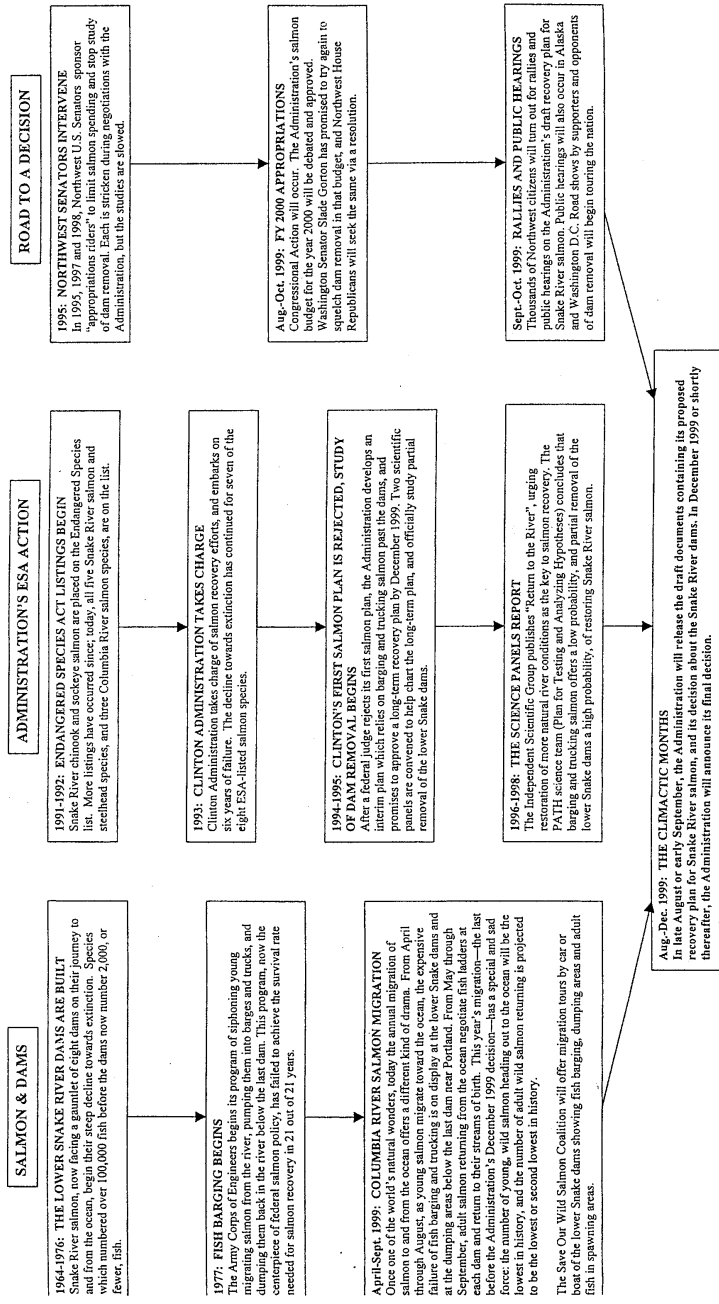 SALMON & DAMS
1964-1976: THE LOWER SNAKE RIVER DAMS ARE BUILT
Snake River salmon, now facing a gauntlet of eight dams on their journey to
and from the ocean, begin their steep decline towards extinction. Species
which numbered over 100,000 fish before the dams now number 2,000, or
fewer, fish.
1977: FISH BARGING BEGINS
The Army Corps of Engineers begins its program of siphoning young
migrating salmon from the river, pumping them into barges and trucks, and
dumping them back in the river below the last dam. This program, now the
centerpiece of federal salmon policy, has failed to achieve the survival rate
needed for salmon recovery in 21 out of 21 years.
April-Sept. 1999: COLUMBIA RIVER SALMON MIGRATION
Once one of the world's natural wonders, today the annual migration of
salmon to and from the ocean offers a different kind of drama. From April
through August, as young salmon migrate toward the ocean, the expensive
failure of fish barging and trucking is on display at the lower Snake dams and
at the dumping areas below the last dam near Portland. From May through
September, adult salmon returning from the ocean negotiate fish ladders at
each dam and return to their streams of birth. This year's migration—the last
before the Administration's December 1999 decision—has a special and sad
force: the number of young, wild salmon heading out to the ocean will be the
lowest in history, and the number of adult wild salmon returning is projected
to be the lowest or second lowest in history.
The Save Our Wild Salmon Coalition will offer migration tours by car or
boat of the lower Snake dams showing fish barging, dumping areas and adult
fish in spawning areas.
ADMINISTRATION'S ESA ACTION
1991-1992: ENDANGERED SPECIES ACT LISTINGS BEGIN
Snake River chinook and sockeye salmon are placed on the Endangered Species
list. More listings have occurred since; today, all five Snake River salmon and
steelhead species, and three Columbia River salmon species, are on the list.
1993: CLINTON ADMINISTRATION TAKES CHARGE
Clinton Administration takes charge of salmon recovery efforts, and embarks on
six years of failure. The decline towards extinction has continued for seven of the
eight ESA-listed salmon species.
1994-1995: CLINTON'S FIRST SALMON PLAN IS REJECTED, STUDY
OF DAM REMOVAL BEGINS
After a federal judge rejects its first salmon plan, the Administration develops an
interim plan which relies on barging and trucking salmon past the dams, and
promises to approve a long-term recovery plan by December 1999. Two scientific
panels are convened to help chart the long-term plan, and officially study partial
removal of the lower Snake dams.
1996-1998: THE SCIENCE PANELS REPORT
The Independent Scientific Group publishes "Return to the River", urging
restoration of more natural river conditions as the key to salmon recovery. The
PATH science team (Plan for Testing and Analyzing Hypotheses) concludes that
barging and trucking salmon offers a low probability, and partial removal of the
lower Snake dams a high probability, of restoring Snake River salmon.
ROAD TO A DECISION
1995: NORTHWEST SENATORS INTERVENE
In 1995, 1997 and 1998, Northwest U.S. Senators sponsor
"appropriations riders" to limit salmon spending and stop study
of dam removal. Each is stricken during negotiations with the
Administration, but the studies are slowed.
Aug.-Oct. 1999: FY 2000 APPROPRIATIONS
Congressional Action will occur. The Administration's salmon
budget for the year 2000 will be debated and approved.
Washington Senator Slade Gorton has promised to try again to
squelch dam removal in that budget, and Northwest House
Republicans will seek the same via a resolution.
Sept.-Oct. 1999: RALLIES AND PUBLIC HEARINGS
Thousands of Northwest citizens will turn out for rallies and
public hearings on the Administration's draft recovery plan for
Snake River salmon. Public hearings will also occur in Alaska
and Washington D.C. Road shows by supporters and opponents
of dam removal will begin touring the nation.
Aug.-Dec. 1999: THE CLIMACTIC MONTHS
In late August or early September, the Administration will release the draft documents containing its proposed
recovery plan for Snake River salmon, and its decision about the Snake River dams. In December 1999 or shortly
thereafter, the Administration will announce its final decision.